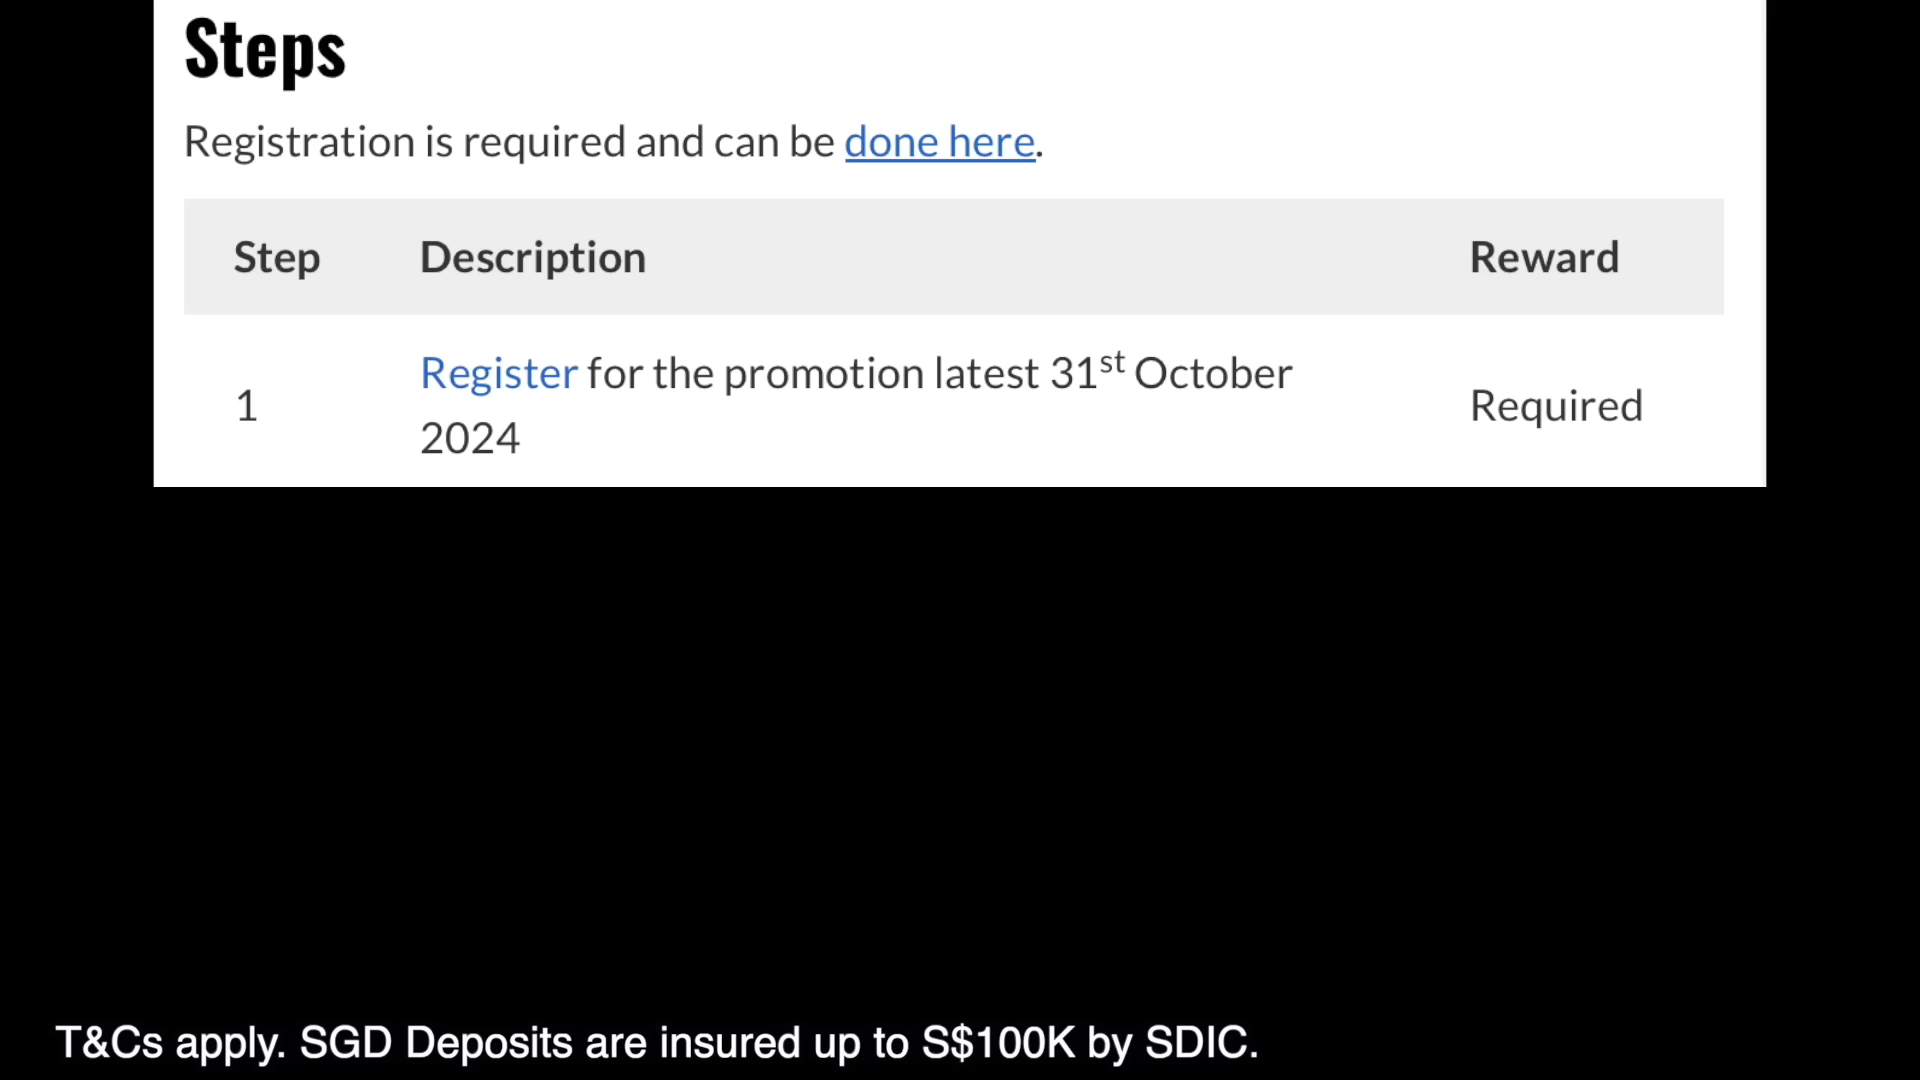 Steps
Registration is required and can be done here.
Step Description Reward
1 Register for the promotion latest 31st October 2024 Required
T&Cs apply. SGD Deposits are insured up to S$100K by SDIC.